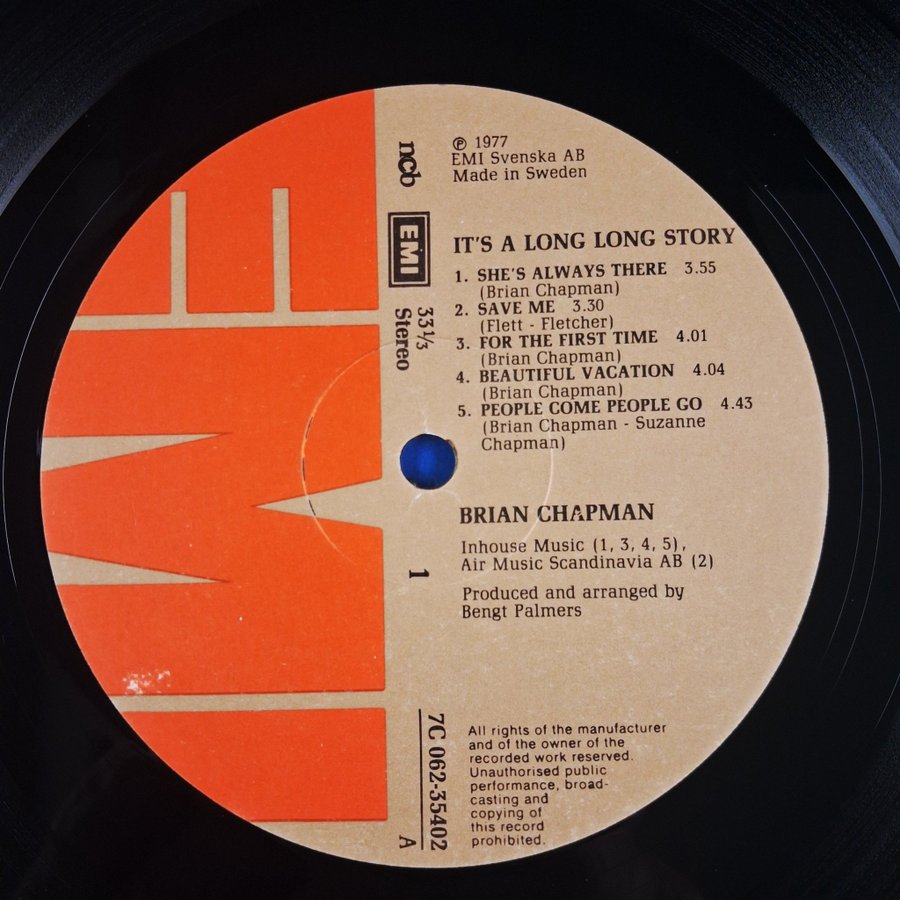 ℗ 1977
EMI Svenska AB
Made in Sweden
ncb
EMI
33⅓
Stereo
IT'S A LONG LONG STORY
1. SHE'S ALWAYS THERE 3.55
(Brian Chapman)
2. SAVE ME 3.30
(Flett - Fletcher)
3. FOR THE FIRST TIME 4.01
(Brian Chapman)
4. BEAUTIFUL VACATION 4.04
(Brian Chapman)
5. PEOPLE COME PEOPLE GO 4.43
(Brian Chapman - Suzanne
Chapman)
BRIAN CHAPMAN
Inhouse Music (1, 3, 4, 5),
Air Music Scandinavia AB (2)
1
Produced and arranged by
Bengt Palmers
7C 062-35402
A
All rights of the manufacturer
and of the owner of the
recorded work reserved.
Unauthorised public
performance, broad-
casting and
copying of
this record
prohibited.
EMI